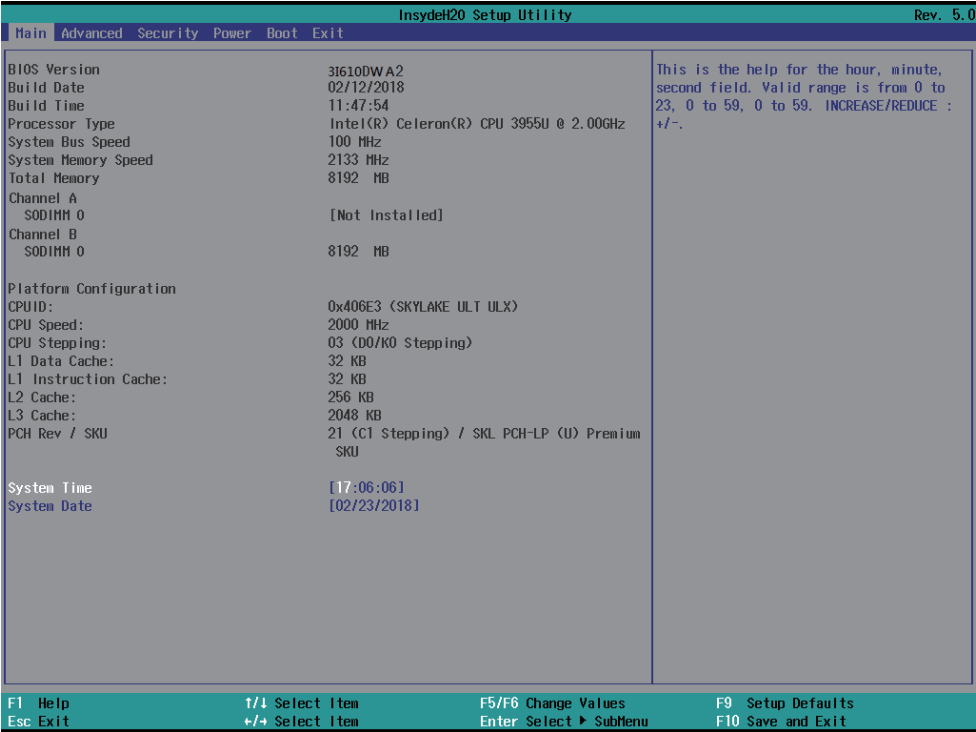 InsydeH20 Setup Utility Rev. 5.0
Main Advanced Security Power Boot Exit
BIOS Version 3I610DW A2
Build Date 02/12/2018
Build Time 11:47:54
Processor Type Intel(R) Celeron(R) CPU 3955U @ 2.00GHz
System Bus Speed 100 MHz
System Memory Speed 2133 MHz
Total Memory 8192 MB
Channel A
SODIMM 0 [Not Installed]
Channel B
SODIMM 0 8192 MB
Platform Configuration
CPUID: 0x406E3 (SKYLAKE ULT ULX)
CPU Speed: 2000 MHz
CPU Stepping: 03 (D0/K0 Stepping)
L1 Data Cache: 32 KB
L1 Instruction Cache: 32 KB
L2 Cache: 256 KB
L3 Cache: 2048 KB
PCH Rev / SKU 21 (C1 Stepping) / SKL PCH-LP (U) Premium
SKU
System Time [17:06:06]
System Date [02/23/2018]
This is the help for the hour, minute,
second field. Valid range is from 0 to
23, 0 to 59, 0 to 59. INCREASE/REDUCE :
+/-.
F1 Help ↑/↓ Select Item F5/F6 Change Values F9 Setup Defaults
Esc Exit ←/→ Select Item Enter Select ▶ SubMenu F10 Save and Exit